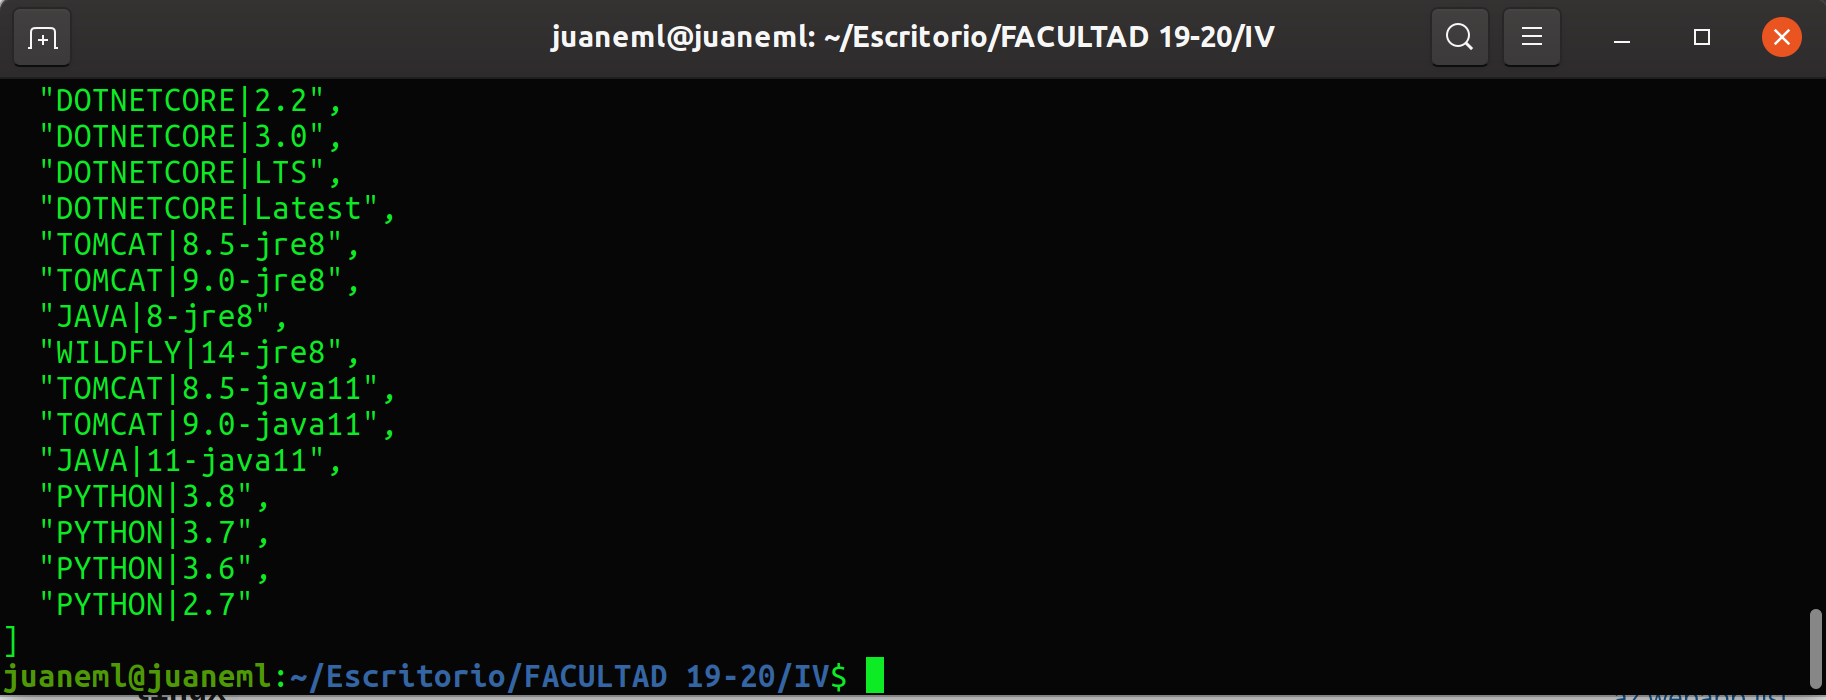 juaneml@juaneml: ~/Escritorio/FACULTAD 19-20/IV
"DOTNETCORE|2.2",
"DOTNETCORE|3.0",
"DOTNETCORE|LTS",
"DOTNETCORE|Latest",
"TOMCAT|8.5-jre8",
"TOMCAT|9.0-jre8",
"JAVA|8-jre8",
"WILDFLY|14-jre8",
"TOMCAT|8.5-java11",
"TOMCAT|9.0-java11",
"JAVA|11-java11",
"PYTHON|3.8",
"PYTHON|3.7",
"PYTHON|3.6",
"PYTHON|2.7"
]
juaneml@juaneml:~/Escritorio/FACULTAD 19-20/IV$
az webapp list